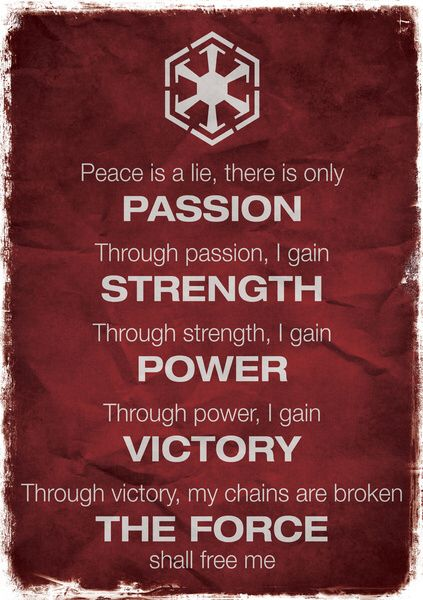 Peace is a lie, there is only
PASSION
Through passion, I gain
STRENGTH
Through strength, I gain
POWER
Through power, I gain
VICTORY
Through victory, my chains are broken
THE FORCE
shall free me